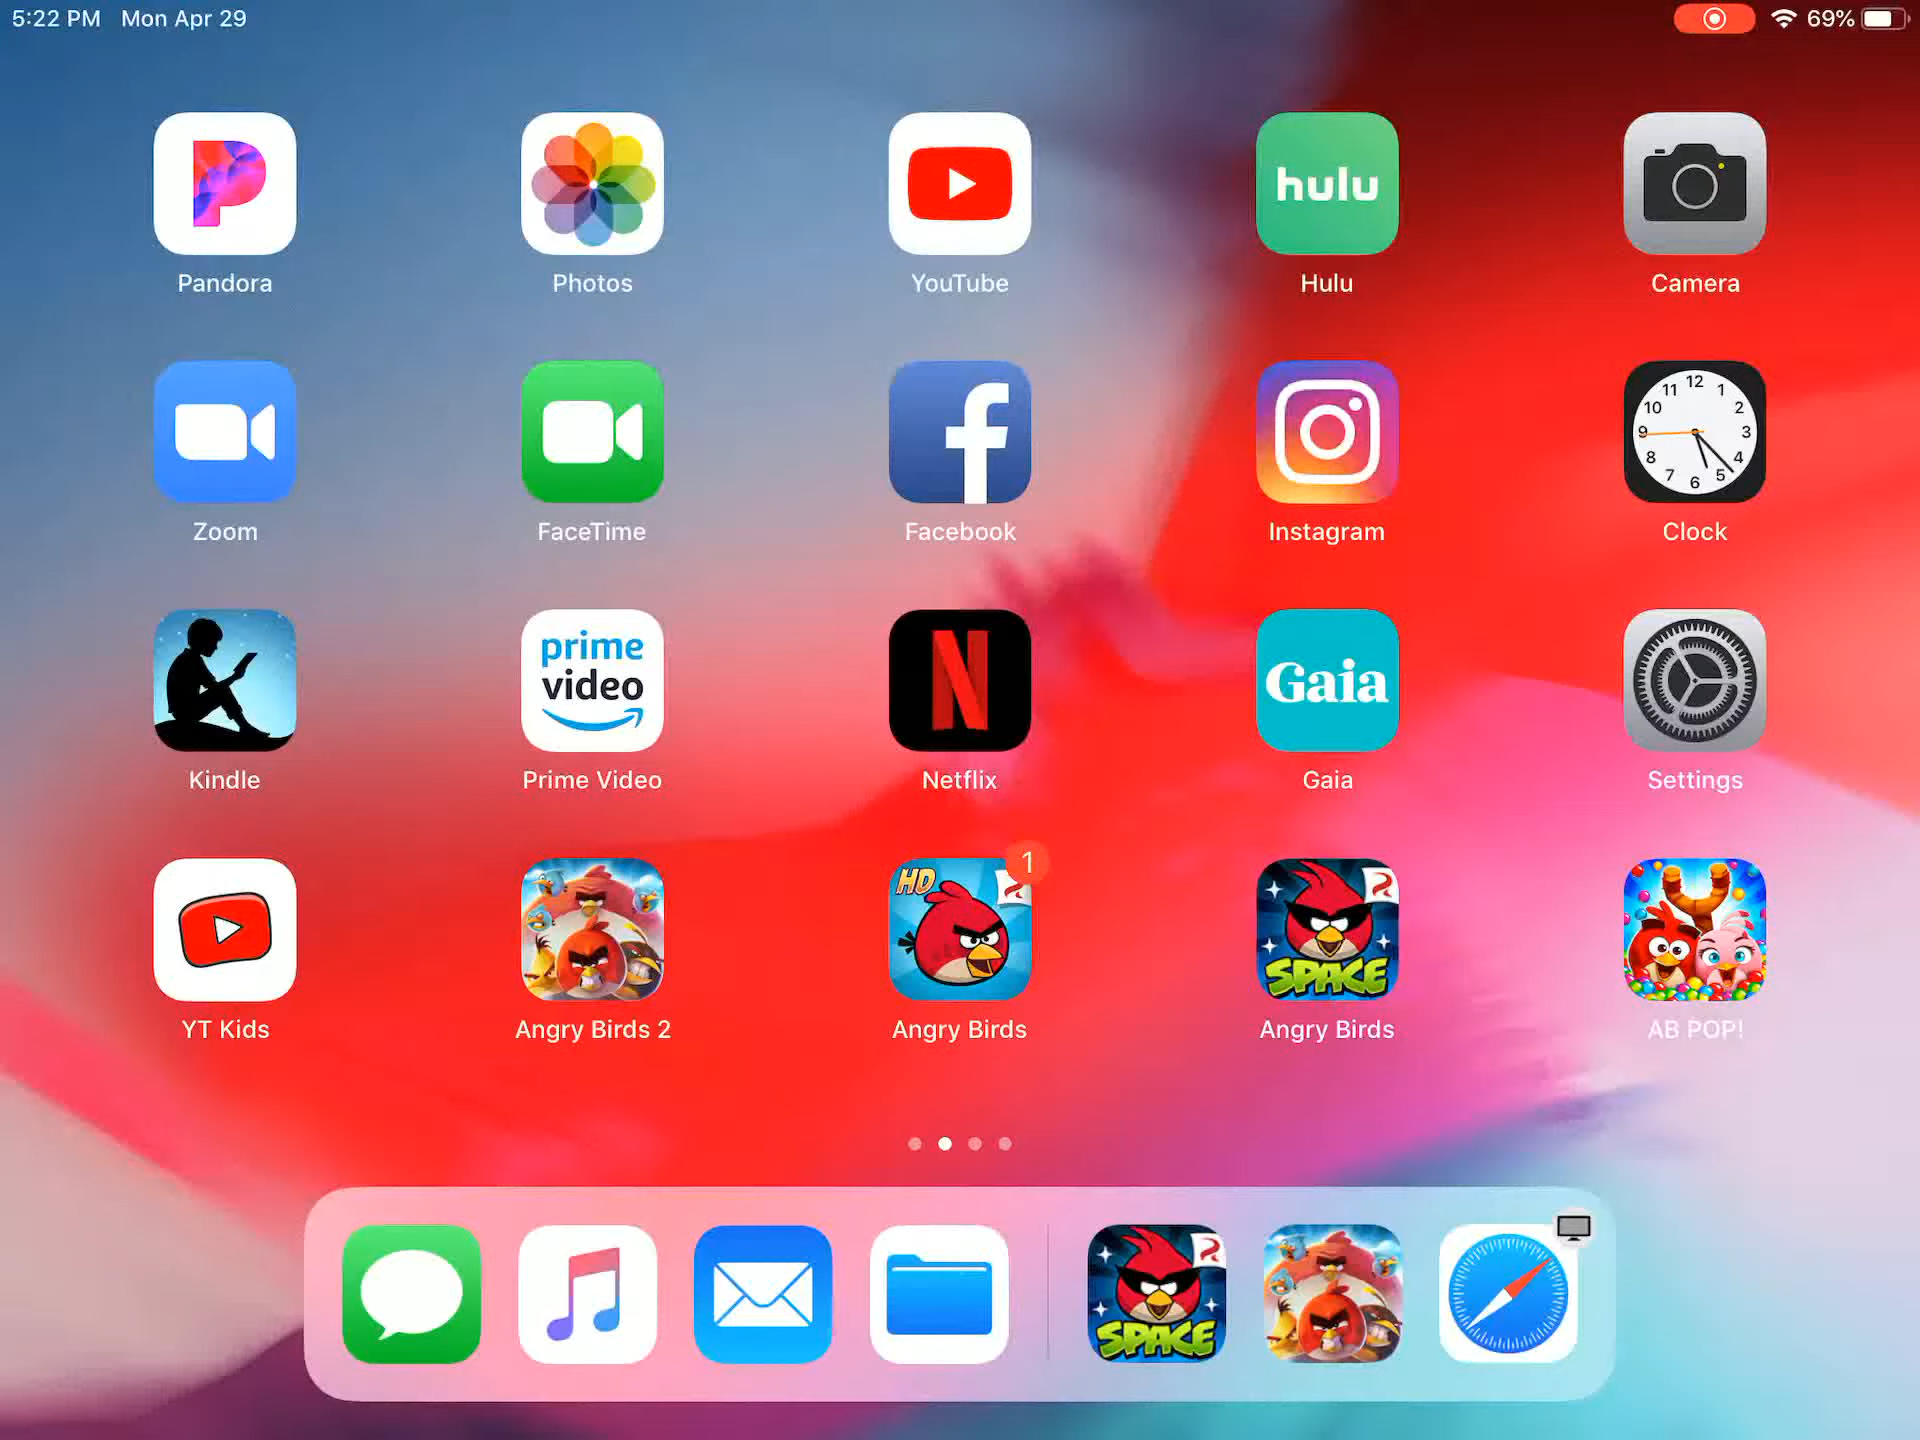 5:22 PM Mon Apr 29
69%
hulu
Pandora
Photos
YouTube
Hulu
Camera
12
11 1
10 2
9 3
8 4
7 5
6
Zoom
FaceTime
Facebook
Instagram
Clock
prime
video
Gaia
Kindle
Prime Video
Netflix
Gaia
Settings
1
HD
SPACE
YT Kids
Angry Birds 2
Angry Birds
Angry Birds
AB POP!
SPACE